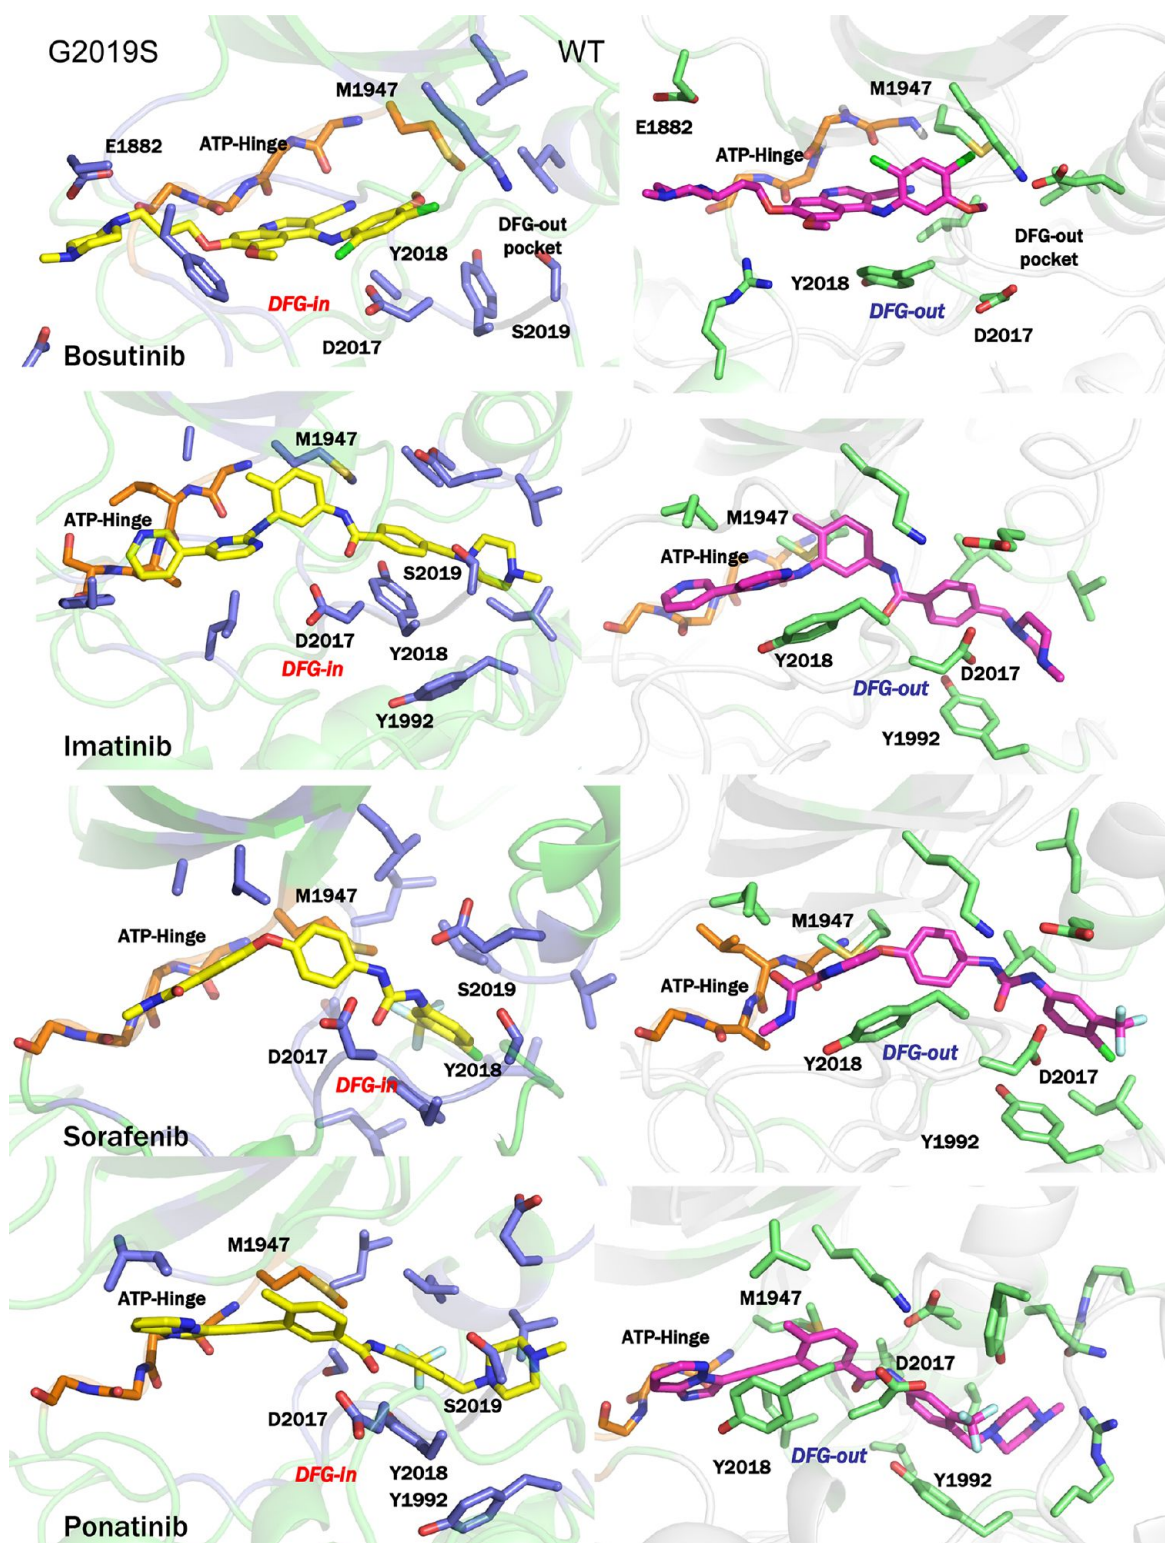 G2019S
WT
M1947
E1882
ATP-Hinge
Y2018
DFG-out
pocket
DFG-in
D2017
S2019
Bosutinib
M1947
E1882
ATP-Hinge
DFG-out
pocket
Y2018
DFG-out
D2017
M1947
ATP-Hinge
S2019
D2017
Y2018
DFG-in
Y1992
Imatinib
M1947
ATP-Hinge
Y2018
D2017
DFG-out
Y1992
M1947
ATP-Hinge
S2019
D2017
Y2018
DFG-in
Sorafenib
M1947
ATP-Hinge
Y2018
DFG-out
D2017
Y1992
M1947
ATP-Hinge
S2019
D2017
DFG-in
Y2018
Y1992
Ponatinib
M1947
ATP-Hinge
D2017
Y2018
DFG-out
Y1992